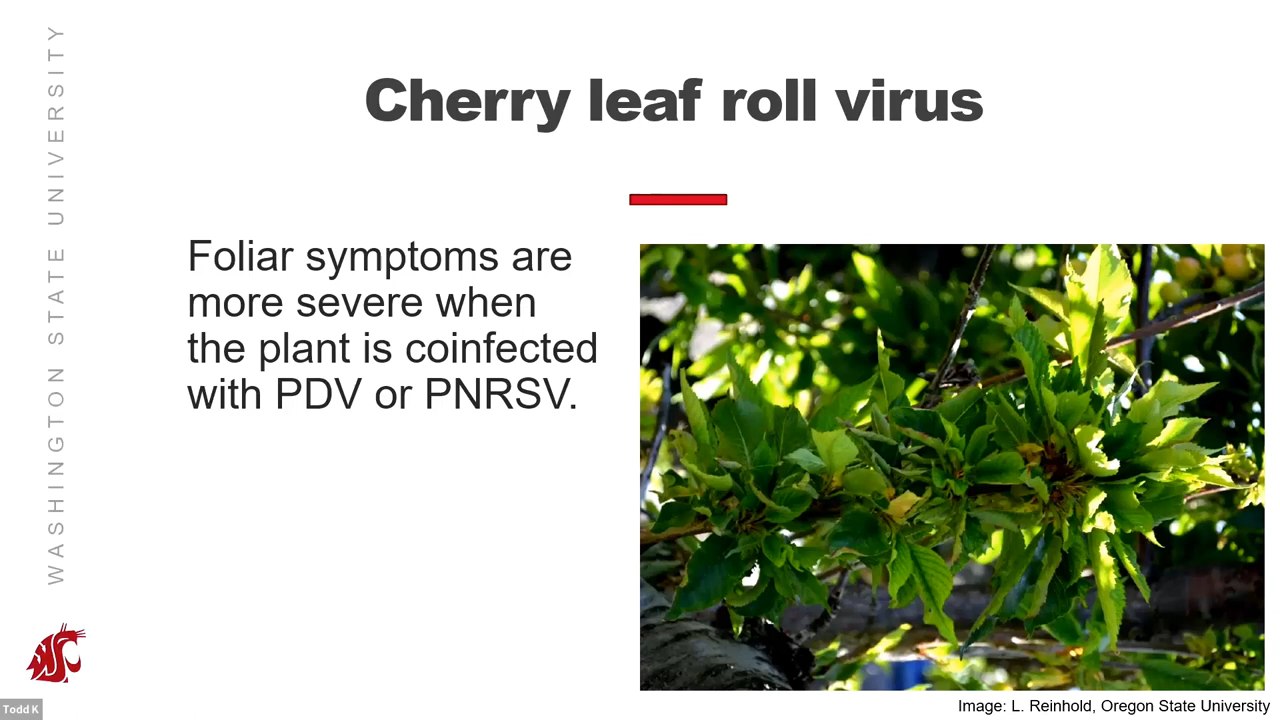 WASHINGTON STATE UNIVERSITY
Cherry leaf roll virus
Foliar symptoms are
more severe when
the plant is coinfected
with PDV or PNRSV.
WSU
Todd K
Image: L. Reinhold, Oregon State University